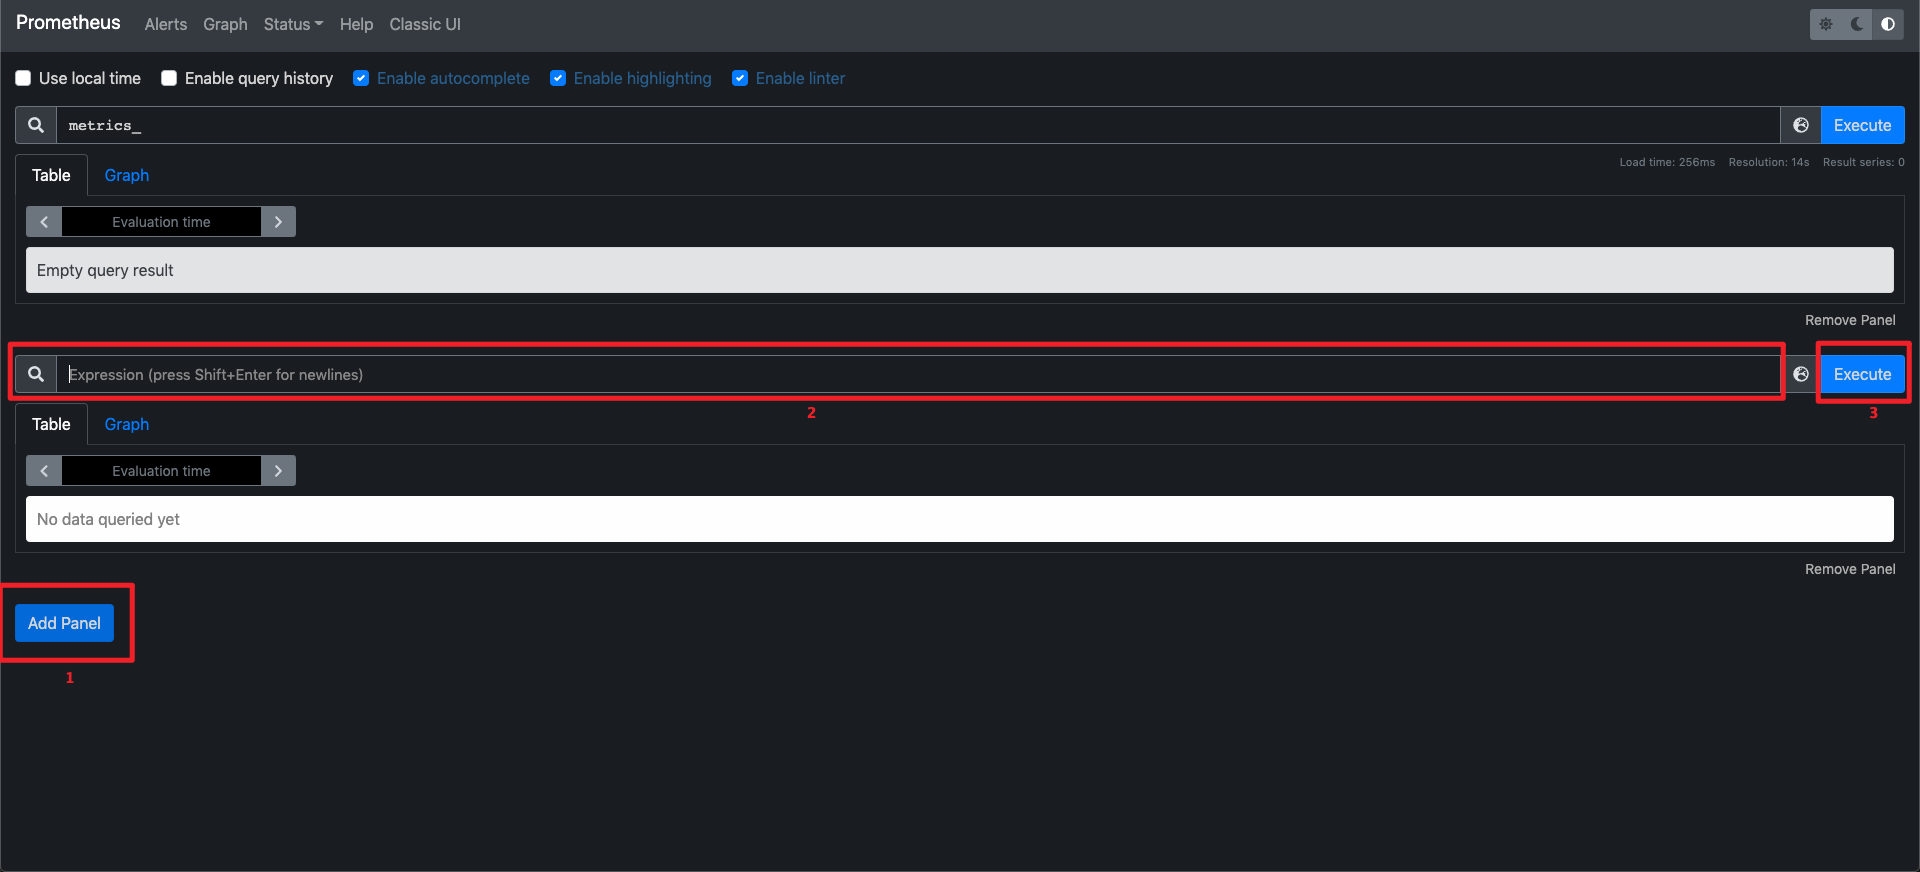 Prometheus Alerts Graph Status Help Classic UI
Use local time Enable query history Enable autocomplete Enable highlighting Enable linter
metrics_ Execute
Table Graph Load time: 256ms Resolution: 14s Result series: 0
Evaluation time
Empty query result
Remove Panel
Expression (press Shift+Enter for newlines) Execute
2 3
Table Graph
Evaluation time
No data queried yet
Remove Panel
Add Panel
1